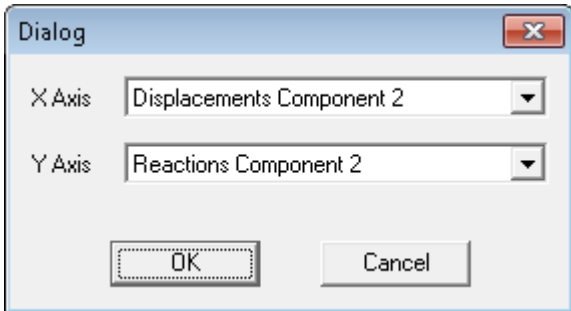 Dialog
X Axis Displacements Component 2
Y Axis Reactions Component 2
OK Cancel